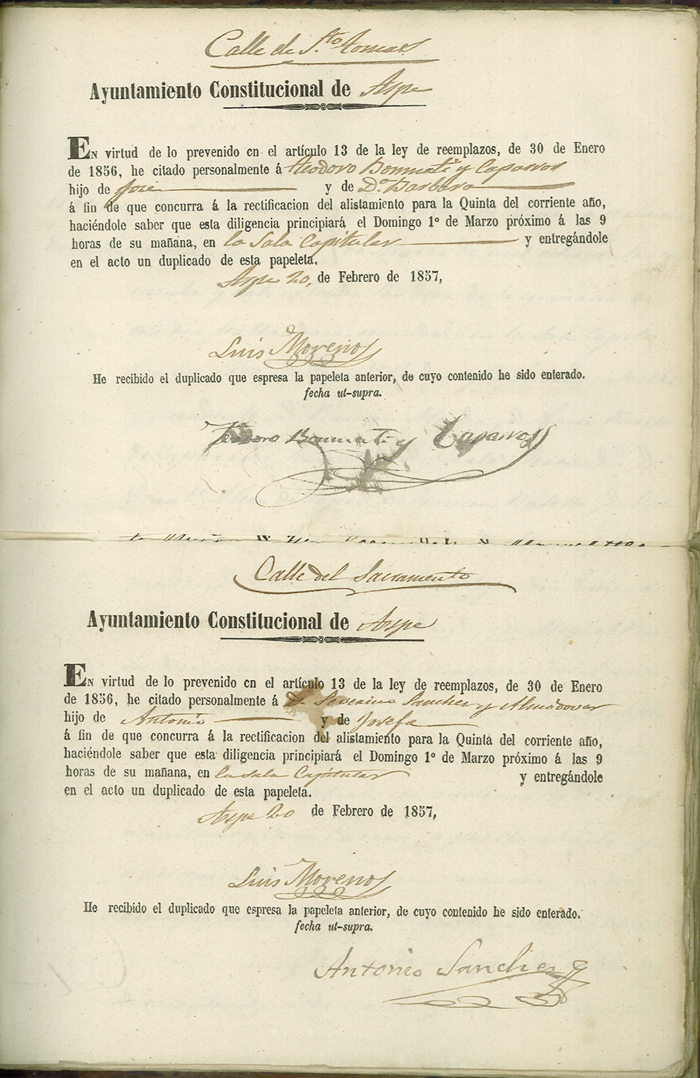 Calle de Sto. tomas
Ayuntamiento Constitucional de Aspe
EN virtud de lo prevenido en el artículo 13 de la ley de reemplazos, de 30 de Enero
de 1856, he citado personalmente á teodoro Bonmati y Caparros
hijo de José y de Da. Barbara
á fin de que concurra á la rectificacion del alistamiento para la Quinta del corriente año,
haciéndole saber que esta diligencia principiará el Domingo 1º de Marzo próximo á las 9
horas de su mañana, en la Sala Capitular y entregándole
en el acto un duplicado de esta papeleta.
Aspe 20, de Febrero de 1857,
Luis Moreno
He recibido el duplicado que espresa la papeleta anterior, de cuyo contenido he sido enterado.
fecha ut-supra.
Teodoro Bonmati y Caparros
Calle del Sacramento
Ayuntamiento Constitucional de Aspe
EN virtud de lo prevenido en el artículo 13 de la ley de reemplazos, de 30 de Enero
de 1856, he citado personalmente á D. Severino Sanchez y Almodovar
hijo de Antonio y de Josefa
á fin de que concurra á la rectificacion del alistamiento para la Quinta del corriente año,
haciéndole saber que esta diligencia principiará el Domingo 1º de Marzo próximo á las 9
horas de su mañana, en la sala Capitular y entregándole
en el acto un duplicado de esta papeleta.
Aspe 20 de Febrero de 1857,
Luis Moreno
He recibido el duplicado que espresa la papeleta anterior, de cuyo contenido he sido enterado.
fecha ut-supra.
Antonio Sanchez